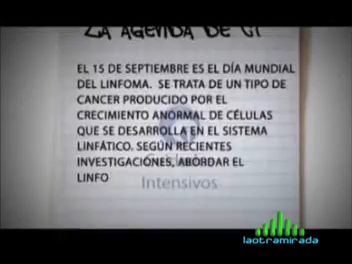 LA AGENDA DE CI
EL 15 DE SEPTIEMBRE ES EL DÍA MUNDIAL
DEL LINFOMA. SE TRATA DE UN TIPO DE
CANCER PRODUCIDO POR EL
CRECIMIENTO ANORMAL DE CÉLULAS
QUE SE DESARROLLA EN EL SISTEMA
LINFÁTICO. SEGÚN RECIENTES
INVESTIGACIONES, ABORDAR EL
LINFO
Intensivos
laotramirada